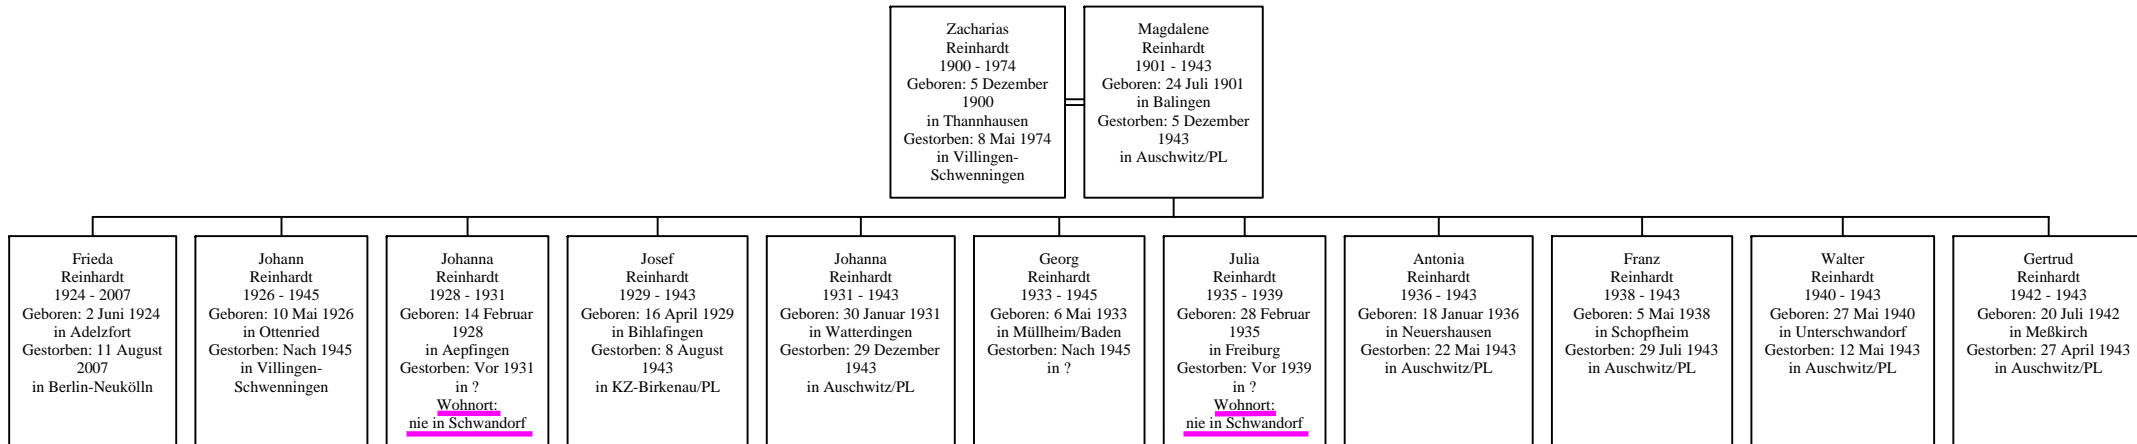 Zacharias
Reinhardt
1900 - 1974
Geboren: 5 Dezember
1900
in Thannhausen
Gestorben: 8 Mai 1974
in Villingen-
Schwenningen
Magdalene
Reinhardt
1901 - 1943
Geboren: 24 Juli 1901
in Balingen
Gestorben: 5 Dezember
1943
in Auschwitz/PL
Frieda
Reinhardt
1924 - 2007
Geboren: 2 Juni 1924
in Adelzfort
Gestorben: 11 August
2007
in Berlin-Neukölln
Johann
Reinhardt
1926 - 1945
Geboren: 10 Mai 1926
in Ottenried
Gestorben: Nach 1945
in Villingen-
Schwenningen
Johanna
Reinhardt
1928 - 1931
Geboren: 14 Februar
1928
in Aepfingen
Gestorben: Vor 1931
in ?
Wohnort:
nie in Schwandorf
Josef
Reinhardt
1929 - 1943
Geboren: 16 April 1929
in Bihlafingen
Gestorben: 8 August
1943
in KZ-Birkenau/PL
Johanna
Reinhardt
1931 - 1943
Geboren: 30 Januar 1931
in Watterdingen
Gestorben: 29 Dezember
1943
in Auschwitz/PL
Georg
Reinhardt
1933 - 1945
Geboren: 6 Mai 1933
in Müllheim/Baden
Gestorben: Nach 1945
in ?
Julia
Reinhardt
1935 - 1939
Geboren: 28 Februar
1935
in Freiburg
Gestorben: Vor 1939
in ?
Wohnort:
nie in Schwandorf
Antonia
Reinhardt
1936 - 1943
Geboren: 18 Januar 1936
in Neuershausen
Gestorben: 22 Mai 1943
in Auschwitz/PL
Franz
Reinhardt
1938 - 1943
Geboren: 5 Mai 1938
in Schopfheim
Gestorben: 29 Juli 1943
in Auschwitz/PL
Walter
Reinhardt
1940 - 1943
Geboren: 27 Mai 1940
in Unterschwandorf
Gestorben: 12 Mai 1943
in Auschwitz/PL
Gertrud
Reinhardt
1942 - 1943
Geboren: 20 Juli 1942
in Meßkirch
Gestorben: 27 April 1943
in Auschwitz/PL